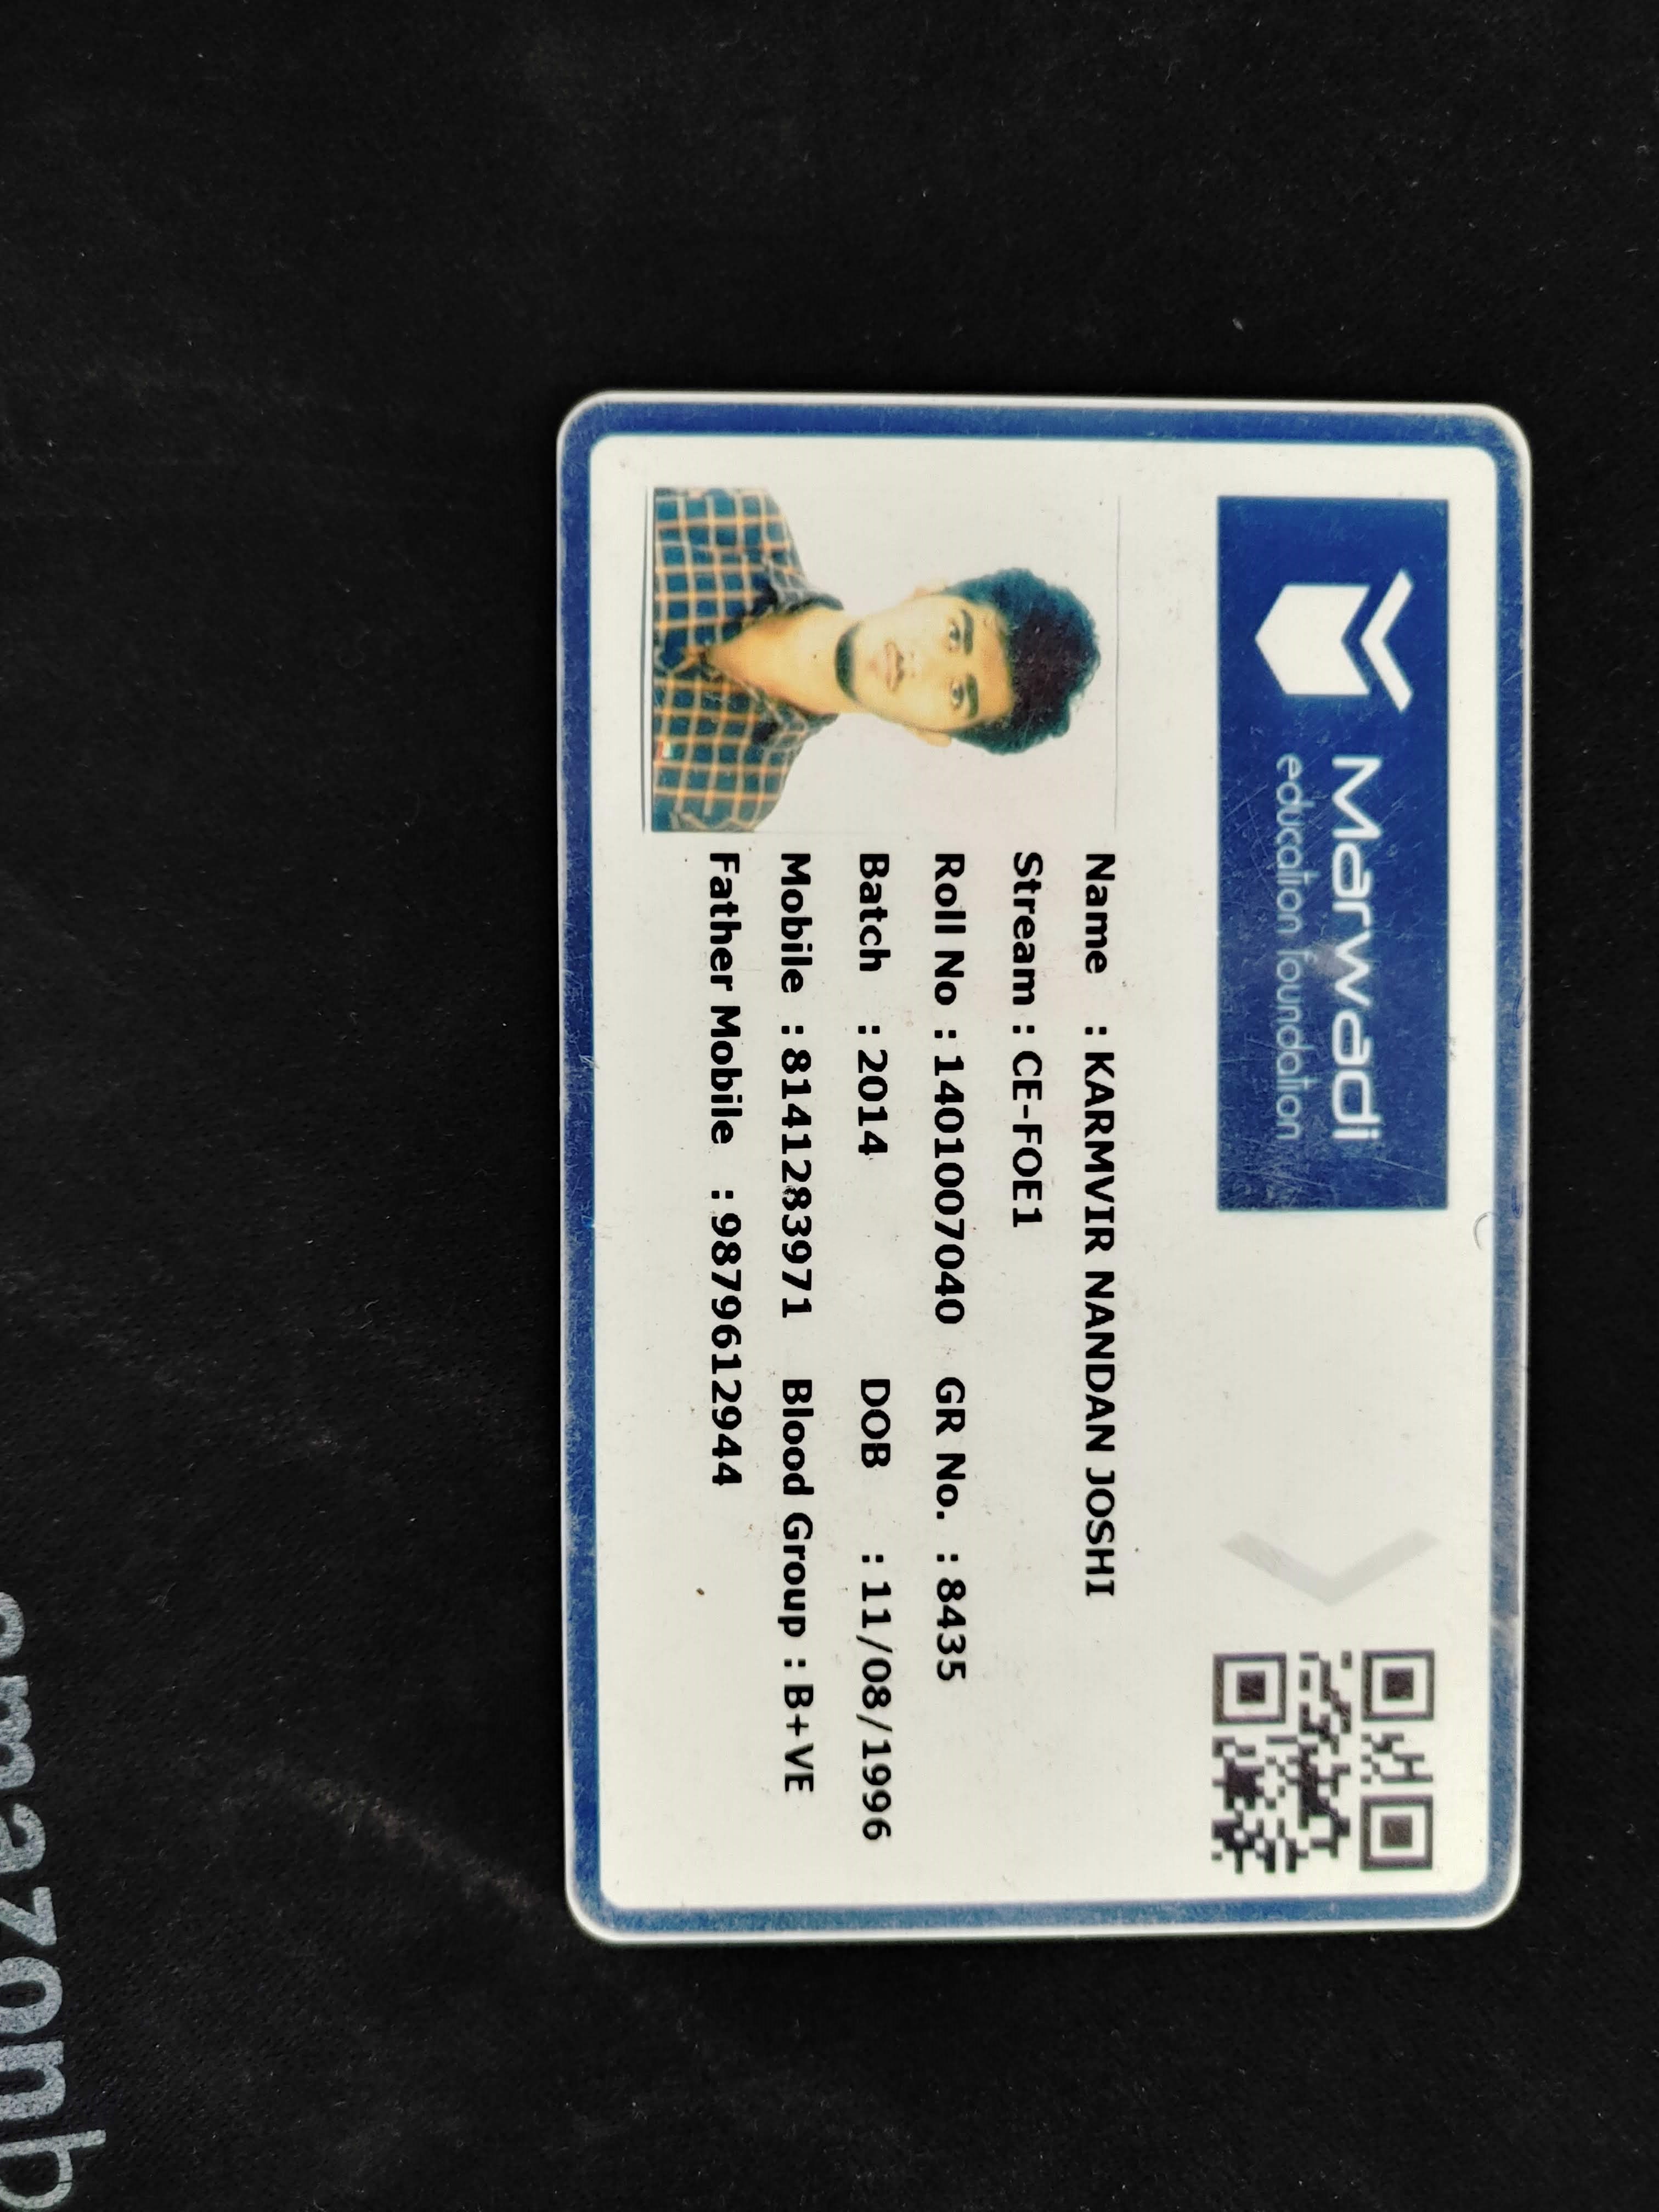 Marwadi
education foundation
Name : KARMVIR NANDAN JOSHI
Stream : CE-FOE1
Roll No : 1401007040 GR No. : 8435
Batch : 2014 DOB : 11/08/1996
Mobile : 8141283971 Blood Group : B+VE
Father Mobile : 9879612944
amazonb